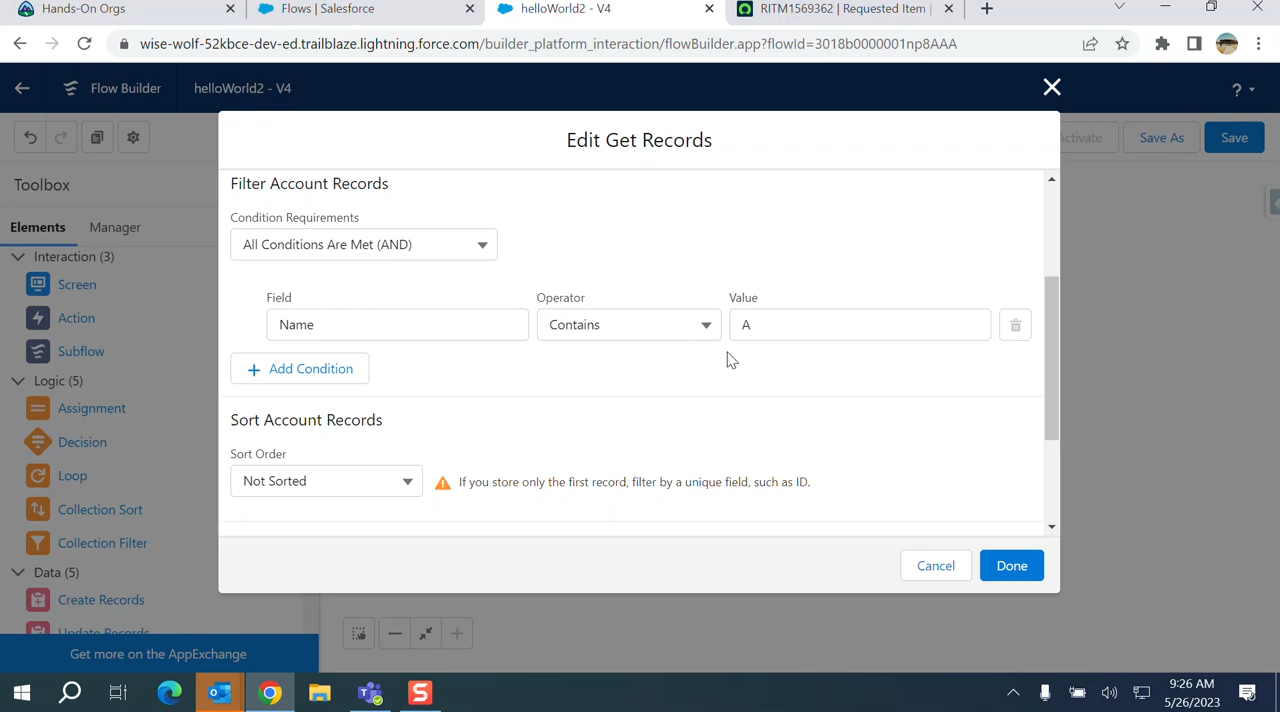 Hands-On Orgs
Flows | Salesforce
helloWorld2 - V4
RITM1569362 | Requested Item |
wise-wolf-52kbce-dev-ed.trailblaze.lightning.force.com/builder_platform_interaction/flowBuilder.app?flowId=3018b0000001np8AAA
Flow Builder
helloWorld2 - V4
?
Edit Get Records
Activate
Save As
Save
Toolbox
Elements
Manager
Interaction (3)
Screen
Action
Subflow
Logic (5)
Assignment
Decision
Loop
Collection Sort
Collection Filter
Data (5)
Create Records
Update Records
Get more on the AppExchange
Filter Account Records
Condition Requirements
All Conditions Are Met (AND)
Field
Operator
Value
Name
Contains
A
+ Add Condition
Sort Account Records
Sort Order
Not Sorted
If you store only the first record, filter by a unique field, such as ID.
Cancel
Done
9:26 AM
5/26/2023